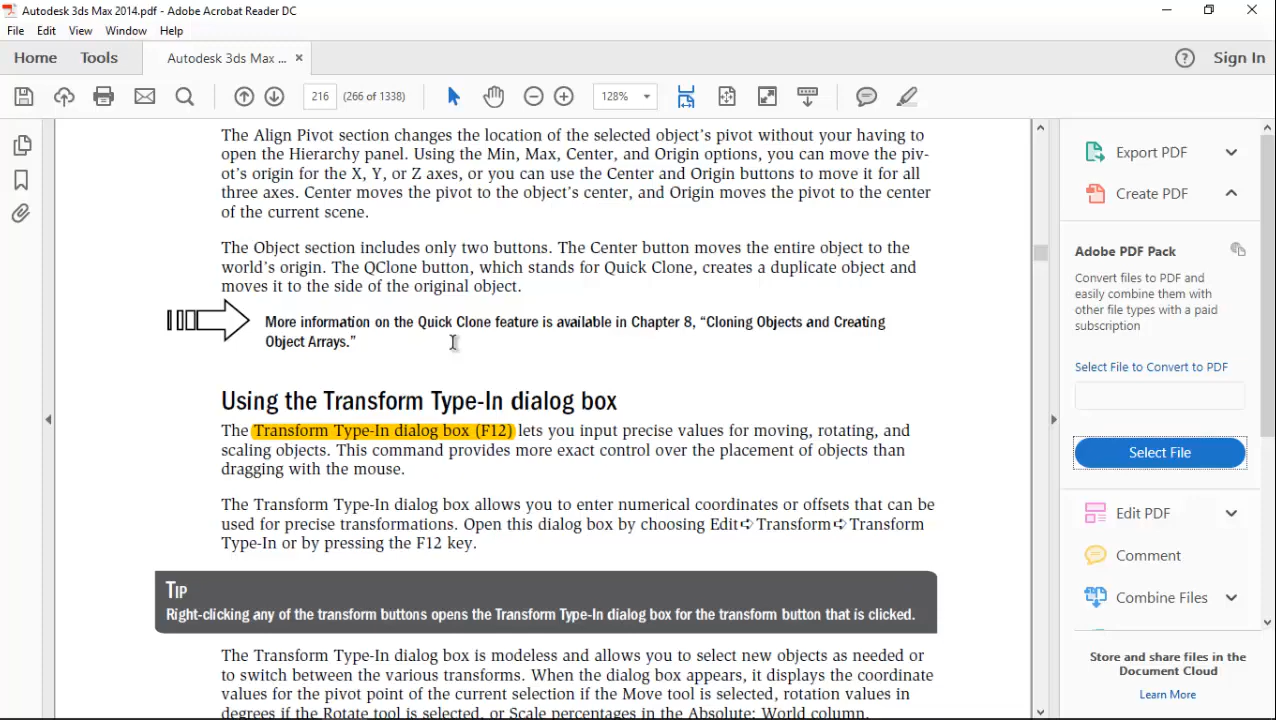 Autodesk 3ds Max 2014.pdf - Adobe Acrobat Reader DC
File Edit View Window Help
Home Tools Autodesk 3ds Max ... × ? Sign In
216 (266 of 1338) 128%
The Align Pivot section changes the location of the selected object's pivot without your having to
open the Hierarchy panel. Using the Min, Max, Center, and Origin options, you can move the piv-
ot's origin for the X, Y, or Z axes, or you can use the Center and Origin buttons to move it for all
three axes. Center moves the pivot to the object's center, and Origin moves the pivot to the center
of the current scene.
The Object section includes only two buttons. The Center button moves the entire object to the
world's origin. The QClone button, which stands for Quick Clone, creates a duplicate object and
moves it to the side of the original object.
More information on the Quick Clone feature is available in Chapter 8, “Cloning Objects and Creating
Object Arrays.”
Using the Transform Type-In dialog box
The Transform Type-In dialog box (F12) lets you input precise values for moving, rotating, and
scaling objects. This command provides more exact control over the placement of objects than
dragging with the mouse.
The Transform Type-In dialog box allows you to enter numerical coordinates or offsets that can be
used for precise transformations. Open this dialog box by choosing Edit➪Transform➪Transform
Type-In or by pressing the F12 key.
TIP
Right-clicking any of the transform buttons opens the Transform Type-In dialog box for the transform button that is clicked.
The Transform Type-In dialog box is modeless and allows you to select new objects as needed or
to switch between the various transforms. When the dialog box appears, it displays the coordinate
values for the pivot point of the current selection if the Move tool is selected, rotation values in
degrees if the Rotate tool is selected, or Scale percentages in the Absolute: World column.
Export PDF
Create PDF
Adobe PDF Pack
Convert files to PDF and
easily combine them with
other file types with a paid
subscription
Select File to Convert to PDF
Select File
Edit PDF
Comment
Combine Files
Store and share files in the
Document Cloud
Learn More